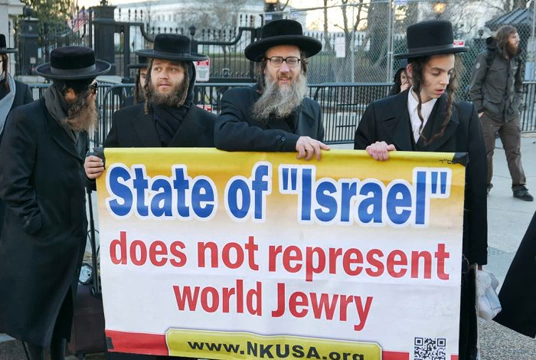 State of "Israel"
does not represent
world Jewry
www.NKUSA.org